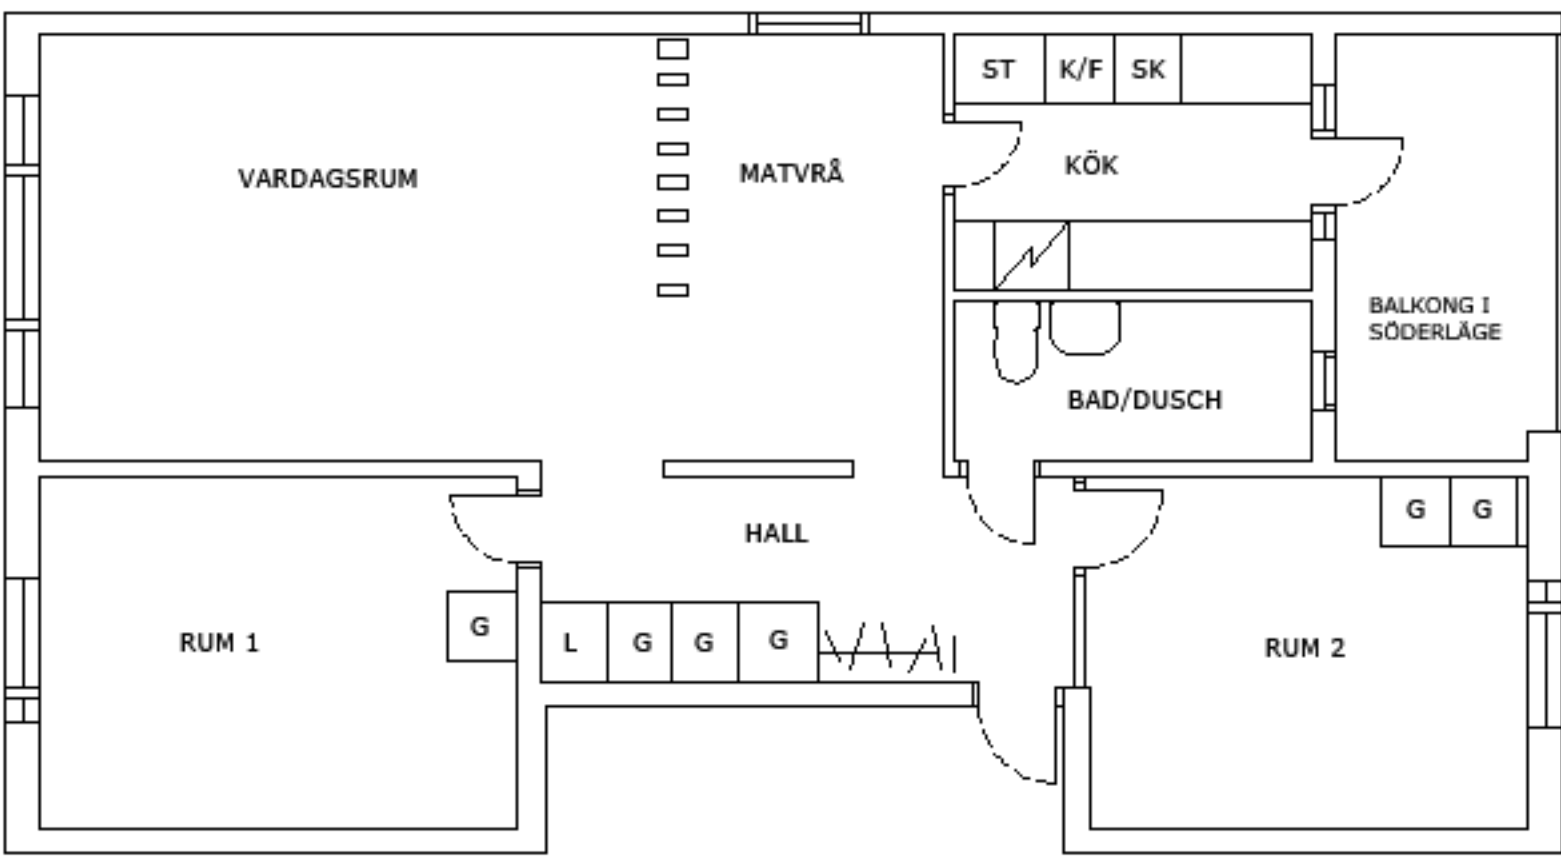 ST K/F SK
VARDAGSRUM
MATVRÅ
KÖK
BALKONG I
SÖDERLÄGE
BAD/DUSCH
HALL
G G
RUM 1
G
L G G G
RUM 2